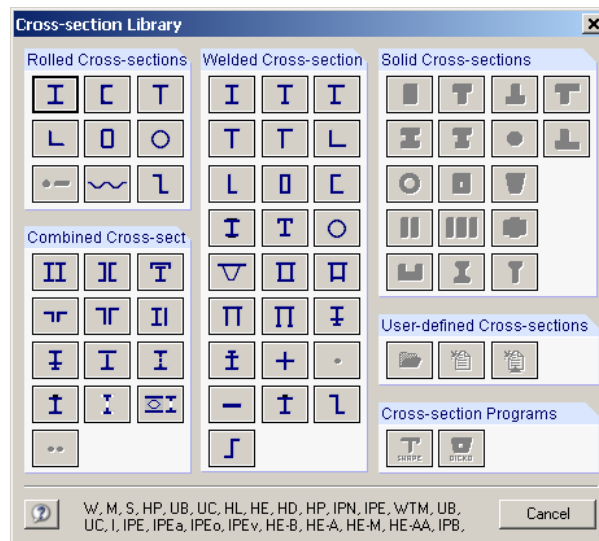 Cross-section Library
Rolled Cross-sections
Welded Cross-section
Solid Cross-sections
Combined Cross-sect
User-defined Cross-sections
Cross-section Programs
SHAPE
DICKQ
W, M, S, HP, UB, UC, HL, HE, HD, HP, IPN, IPE, WTM, UB,
UC, I, IPE, IPEa, IPEo, IPEv, HE-B, HE-A, HE-M, HE-AA, IPB,
Cancel